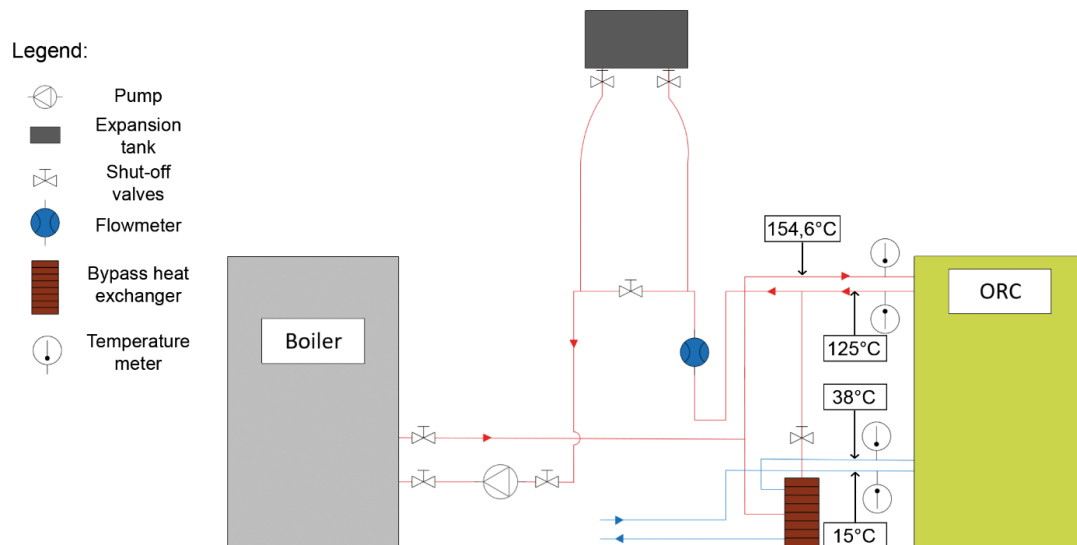 Legend:
Pump
Expansion
tank
Shut-off
valves
Flowmeter
Bypass heat
exchanger
Temperature
meter
Boiler
154,6°C
ORC
125°C
38°C
15°C